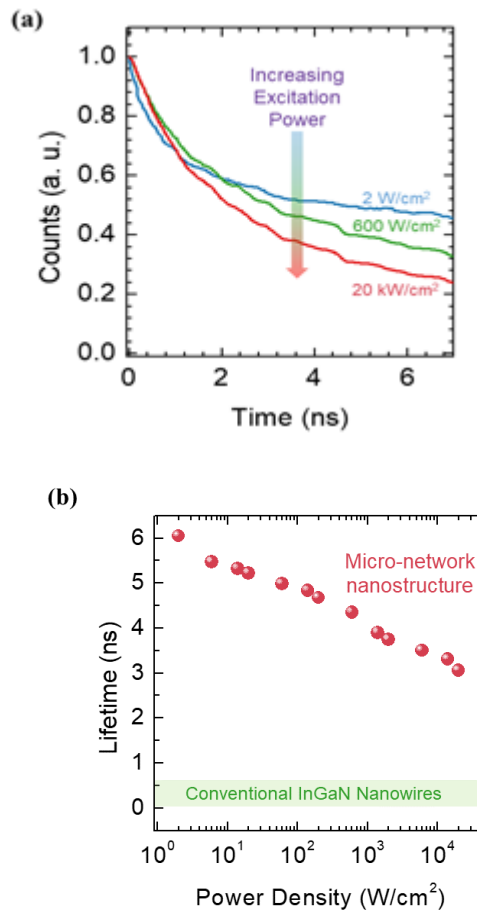 (a)
1.0
0.8
0.6
0.4
0.2
0.0
Counts (a. u.)
Increasing
Excitation
Power
2 W/cm²
600 W/cm²
20 kW/cm²
0 2 4 6
Time (ns)
(b)
6
5
4
3
2
1
0
Lifetime (ns)
Micro-network
nanostructure
Conventional InGaN Nanowires
10⁰ 10¹ 10² 10³ 10⁴
Power Density (W/cm²)